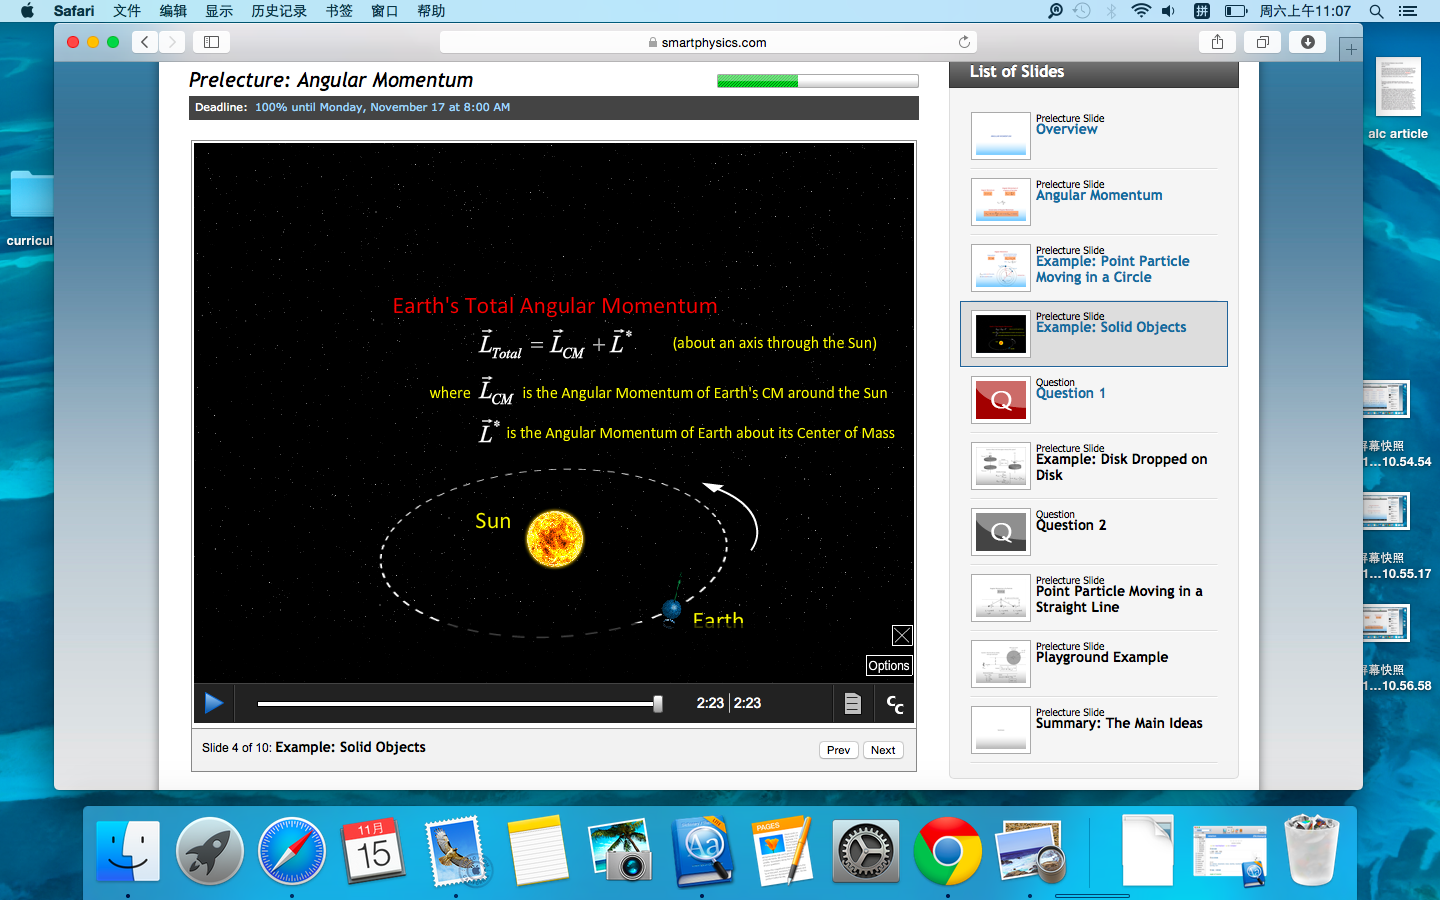 Safari 文件 编辑 显示 历史记录 书签 窗口 帮助 拼 周六上午11:07
smartphysics.com
Prelecture: Angular Momentum
Deadline: 100% until Monday, November 17 at 8:00 AM
Earth's Total Angular Momentum
L⃗_Total = L⃗_CM + L⃗* (about an axis through the Sun)
where L⃗_CM is the Angular Momentum of Earth's CM around the Sun
L⃗* is the Angular Momentum of Earth about its Center of Mass
Sun
Earth
Options
2:23 2:23
CC
Slide 4 of 10: Example: Solid Objects
Prev Next
List of Slides
Prelecture Slide
Overview
Prelecture Slide
Angular Momentum
Prelecture Slide
Example: Point Particle
Moving in a Circle
Prelecture Slide
Example: Solid Objects
Q
Question
Question 1
Prelecture Slide
Example: Disk Dropped on
Disk
Q
Question
Question 2
Prelecture Slide
Point Particle Moving in a
Straight Line
Prelecture Slide
Playground Example
Prelecture Slide
Summary: The Main Ideas
alc article
curricul
屏幕快照
1...10.54.54
屏幕快照
1...10.55.17
屏幕快照
1...10.56.58
11月
15
Aa
PAGES